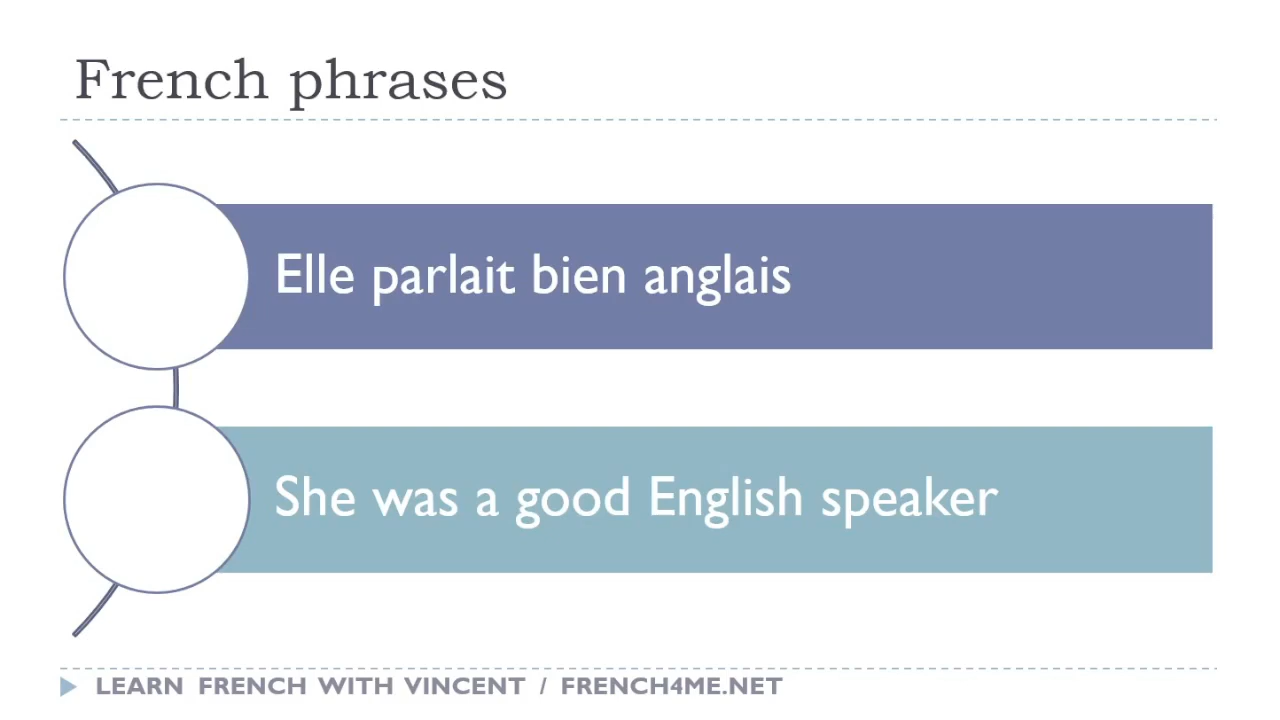 French phrases
Elle parlait bien anglais
She was a good English speaker
LEARN FRENCH WITH VINCENT / FRENCH4ME.NET